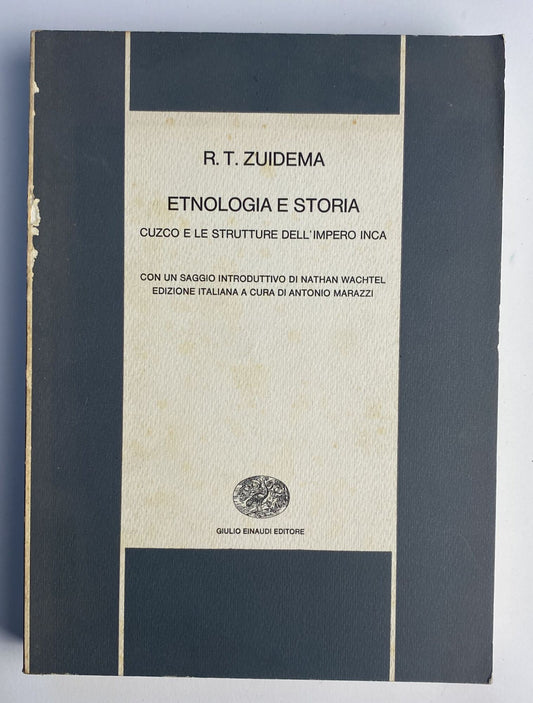 R. T. ZUIDEMA
ETNOLOGIA E STORIA
CUZCO E LE STRUTTURE DELL'IMPERO INCA
CON UN SAGGIO INTRODUTTIVO DI NATHAN WACHTEL
EDIZIONE ITALIANA A CURA DI ANTONIO MARAZZI
GIULIO EINAUDI EDITORE